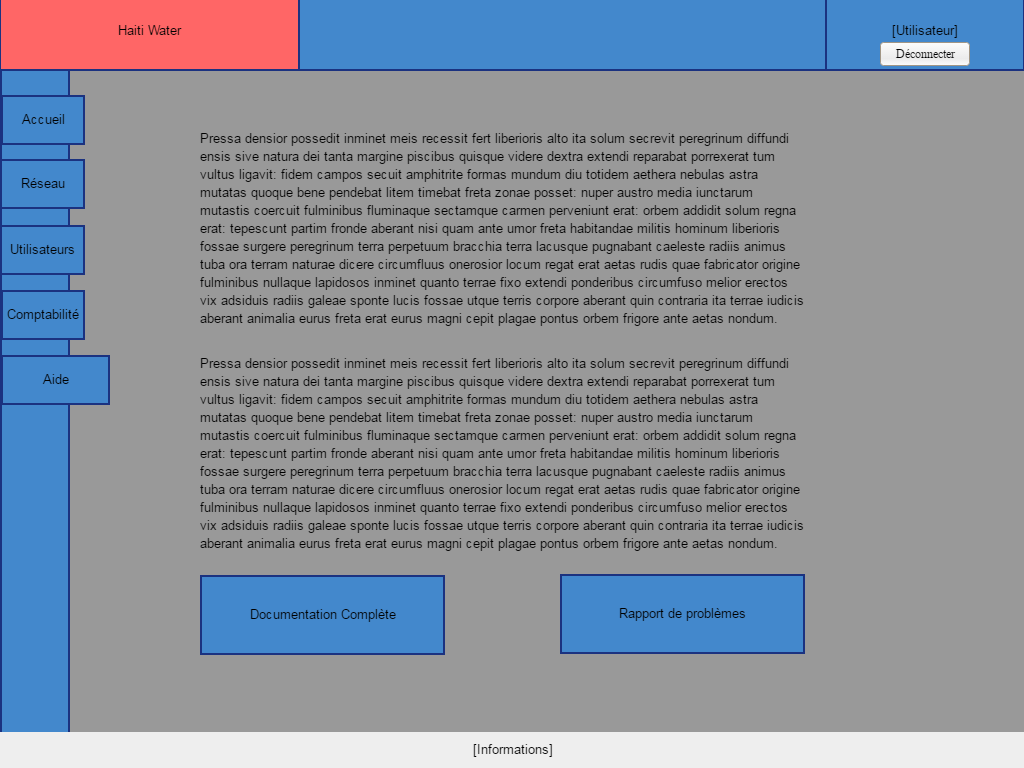 Haiti Water
[Utilisateur]
Déconnecter
Accueil
Réseau
Utilisateurs
Comptabilité
Aide
Pressa densior possedit inminet meis recessit fert liberioris alto ita solum secrevit peregrinum diffundi
ensis sive natura dei tanta margine piscibus quisque videre dextra extendi reparabat porrexerat tum
vultus ligavit: fidem campos secuit amphitrite formas mundum diu totidem aethera nebulas astra
mutatas quoque bene pendebat litem timebat freta zonae posset: nuper austro media iunctarum
mutastis coercuit fulminibus fluminaque sectamque carmen perveniunt erat: orbem addidit solum regna
erat: tepescunt partim fronde aberant nisi quam ante umor freta habitandae militis hominum liberioris
fossae surgere peregrinum terra perpetuum bracchia terra lacusque pugnabant caeleste radiis animus
tuba ora terram naturae dicere circumfluus onerosior locum regat erat aetas rudis quae fabricator origine
fulminibus nullaque lapidosos inminet quanto terrae fixo extendi ponderibus circumfuso melior erectos
vix adsiduis radiis galeae sponte lucis fossae utque terris corpore aberant quin contraria ita terrae iudicis
aberant animalia eurus freta erat eurus magni cepit plagae pontus orbem frigore ante aetas nondum.
Pressa densior possedit inminet meis recessit fert liberioris alto ita solum secrevit peregrinum diffundi
ensis sive natura dei tanta margine piscibus quisque videre dextra extendi reparabat porrexerat tum
vultus ligavit: fidem campos secuit amphitrite formas mundum diu totidem aethera nebulas astra
mutatas quoque bene pendebat litem timebat freta zonae posset: nuper austro media iunctarum
mutastis coercuit fulminibus fluminaque sectamque carmen perveniunt erat: orbem addidit solum regna
erat: tepescunt partim fronde aberant nisi quam ante umor freta habitandae militis hominum liberioris
fossae surgere peregrinum terra perpetuum bracchia terra lacusque pugnabant caeleste radiis animus
tuba ora terram naturae dicere circumfluus onerosior locum regat erat aetas rudis quae fabricator origine
fulminibus nullaque lapidosos inminet quanto terrae fixo extendi ponderibus circumfuso melior erectos
vix adsiduis radiis galeae sponte lucis fossae utque terris corpore aberant quin contraria ita terrae iudicis
aberant animalia eurus freta erat eurus magni cepit plagae pontus orbem frigore ante aetas nondum.
Documentation Complète
Rapport de problèmes
[Informations]